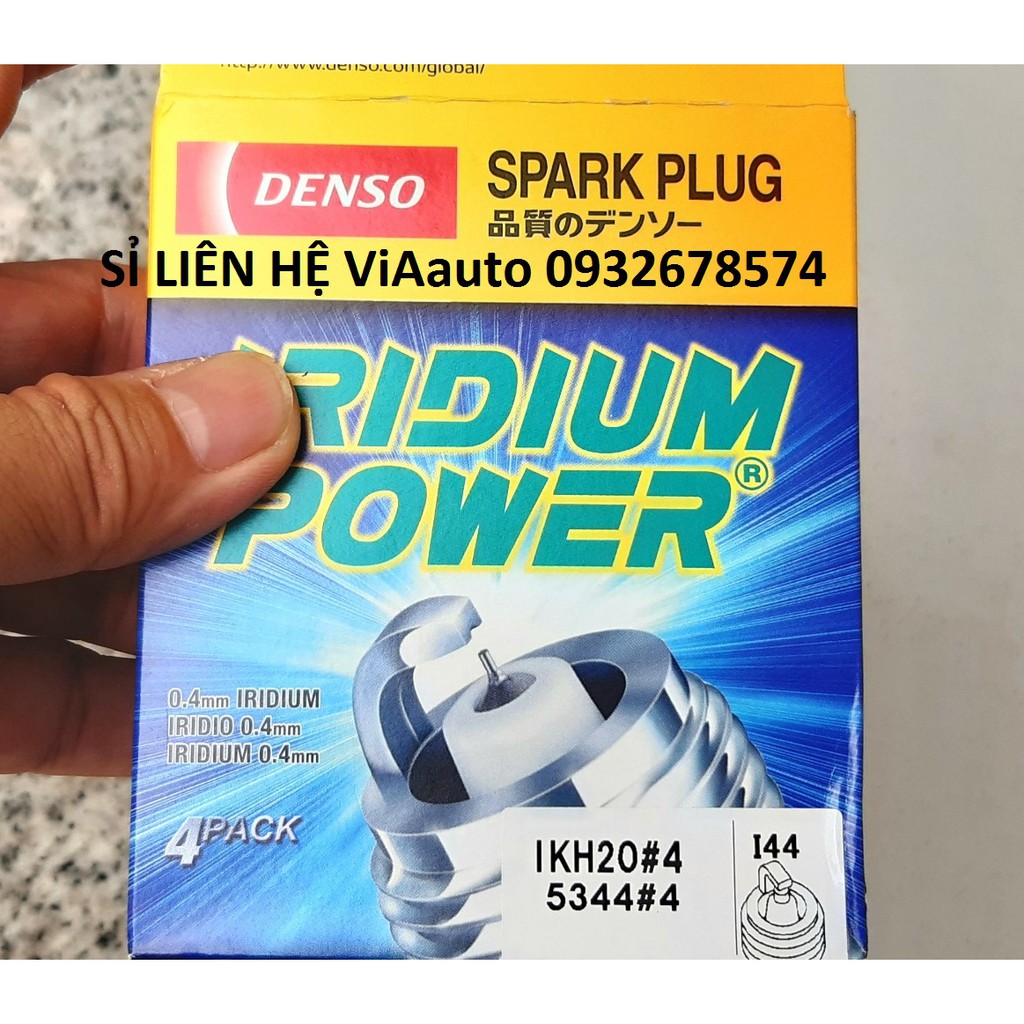 http://www.denso.com/global/
DENSO
SPARK PLUG
品質のデンソー
SỈ LIÊN HỆ ViAauto 0932678574
IRIDIUM
POWER®
0.4mm IRIDIUM
IRIDIO 0.4mm
IRIDIUM 0.4mm
4PACK
IKH20#4
5344#4
I44